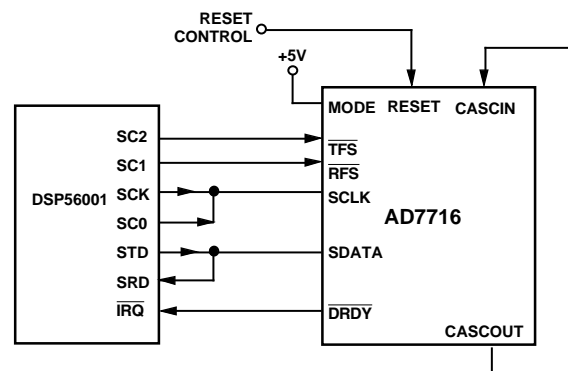 RESET
CONTROL
+5V
MODE RESET CASCIN
SC2
TFS
SC1
RFS
SCK
SCLK
DSP56001
SC0
AD7716
STD
SDATA
SRD
IRQ
DRDY
CASCOUT